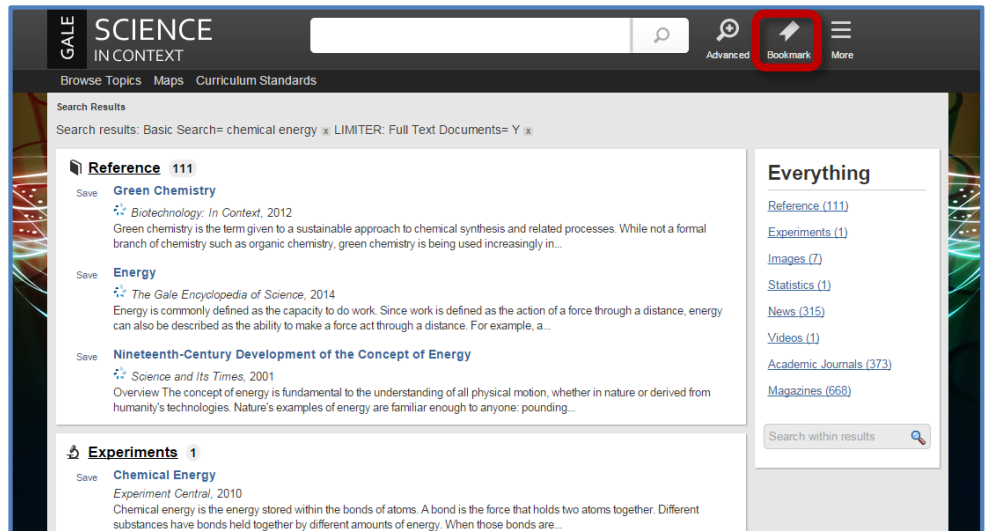 GALE
SCIENCE
IN CONTEXT
Advanced
Bookmark
More
Browse Topics Maps Curriculum Standards
Search Results
Search results: Basic Search= chemical energy x LIMITER: Full Text Documents= Y x
Reference 111
Save Green Chemistry
Biotechnology: In Context, 2012
Green chemistry is the term given to a sustainable approach to chemical synthesis and related processes. While not a formal
branch of chemistry such as organic chemistry, green chemistry is being used increasingly in...
Save Energy
The Gale Encyclopedia of Science, 2014
Energy is commonly defined as the capacity to do work. Since work is defined as the action of a force through a distance, energy
can also be described as the ability to make a force act through a distance. For example, a...
Save Nineteenth-Century Development of the Concept of Energy
Science and Its Times, 2001
Overview The concept of energy is fundamental to the understanding of all physical motion, whether in nature or derived from
humanity's technologies. Nature's examples of energy are familiar enough to anyone: pounding...
Experiments 1
Save Chemical Energy
Experiment Central, 2010
Chemical energy is the energy stored within the bonds of atoms. A bond is the force that holds two atoms together. Different
substances have bonds held together by different amounts of energy. When those bonds are...
Everything
Reference (111)
Experiments (1)
Images (7)
Statistics (1)
News (315)
Videos (1)
Academic Journals (373)
Magazines (668)
Search within results